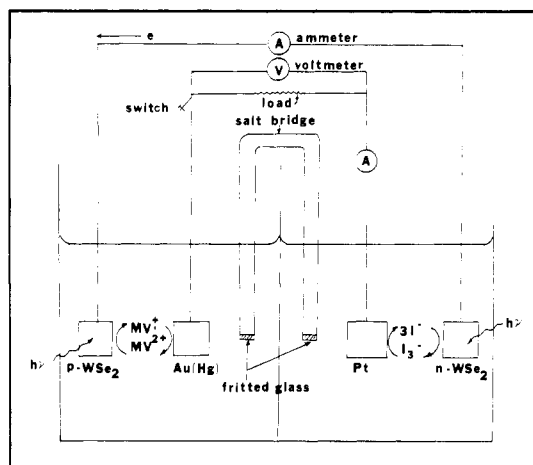 e
A ammeter
V voltmeter
switch
load
salt bridge
A
MV⁺
MV²⁺
3I⁻
I₃⁻
hν
hν
p-WSe₂
Au(Hg)
Pt
n-WSe₂
fritted glass